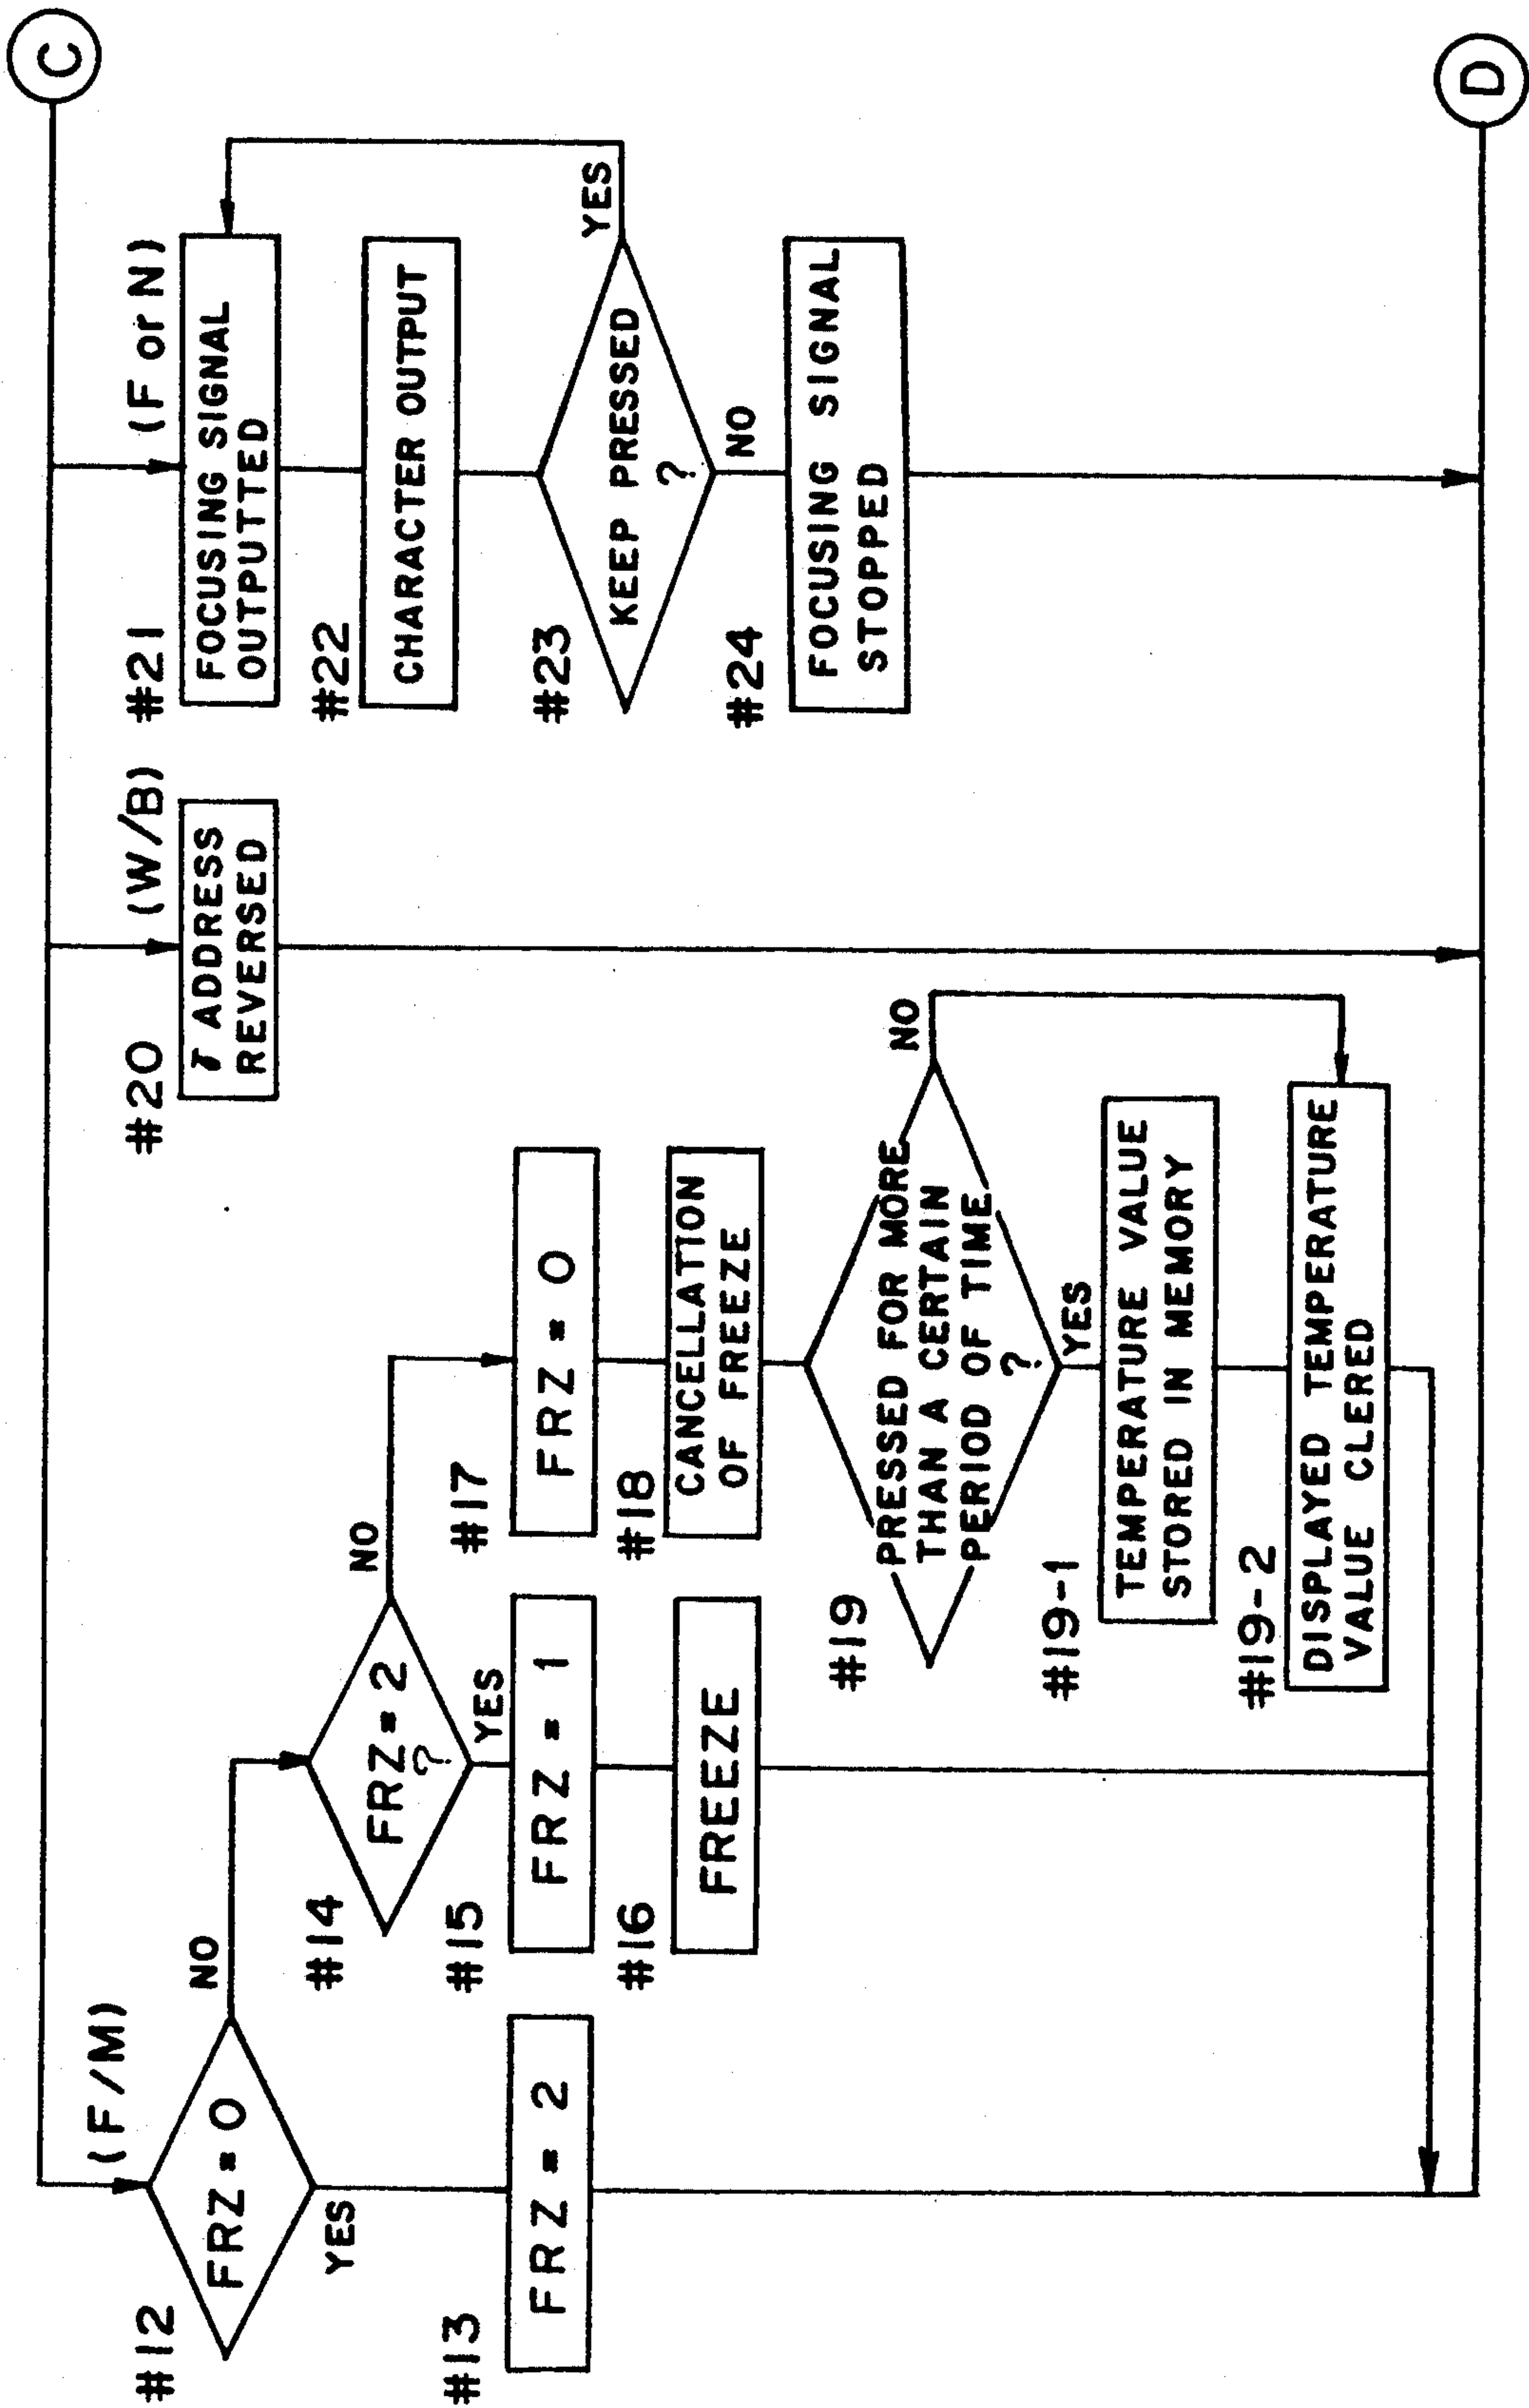 C
(F/M)
#12
FRZ = 0
YES
NO
#13
FRZ = 2
#14
FRZ = 2
?
YES
NO
#15
FRZ = 1
#16
FREEZE
#17
FRZ = 0
#18
CANCELLATION
OF FREEZE
#19
PRESSED FOR MORE
THAN A CERTAIN
PERIOD OF TIME
?
YES
NO
#19-1
TEMPERATURE VALUE
STORED IN MEMORY
#19-2
DISPLAYED TEMPERATURE
VALUE CLERED
#20
(W/B)
γ ADDRESS
REVERSED
#21
(F or N)
FOCUSING SIGNAL
OUTPUTTED
#22
CHARACTER OUTPUT
#23
KEEP PRESSED
?
YES
NO
#24
FOCUSING SIGNAL
STOPPED
D